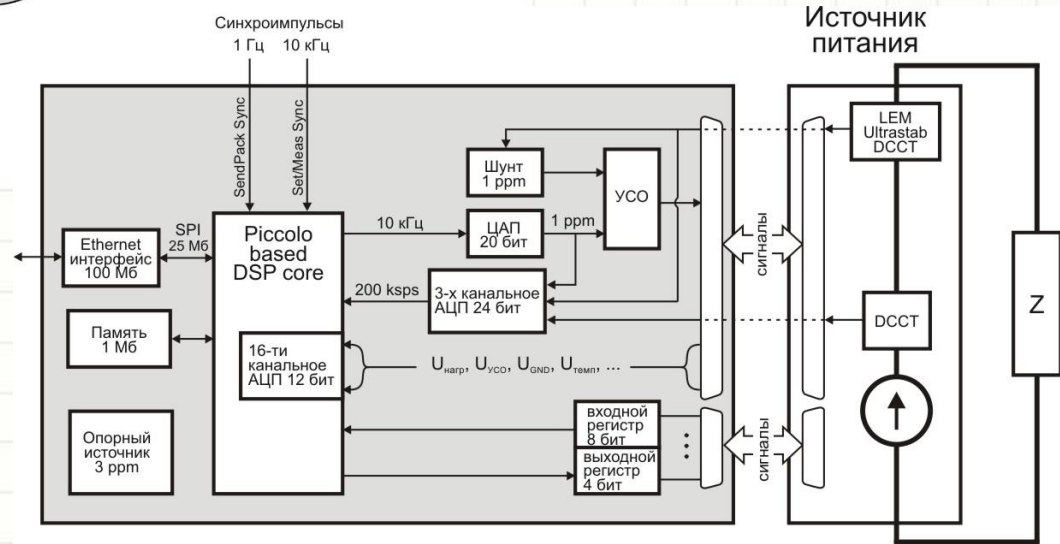 Синхроимпульсы
1 Гц 10 кГц
Источник
питания
SendPack Sync
Set/Meas Sync
LEM
Ultrastab
DCCT
Шунт
1 ppm
УСО
10 кГц
ЦАП
20 бит
1 ppm
SPI
25 Мб
Ethernet
интерфейс
100 Мб
Piccolo
based
DSP core
сигналы
200 ksps
3-х канальное
АЦП 24 бит
DCCT
Z
Память
1 Мб
16-ти
канальное
АЦП 12 бит
Uнагр, UУСО, UGND, Uтемп, ...
Опорный
источник
3 ppm
входной
регистр
8 бит
выходной
регистр
4 бит
сигналы